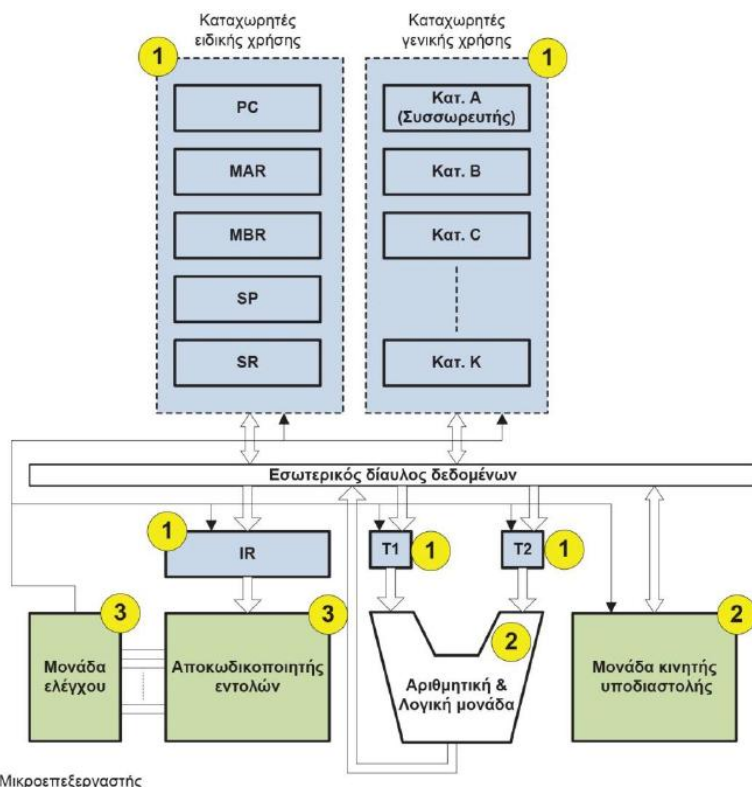 Καταχωρητές
ειδικής χρήσης
Καταχωρητές
γενικής χρήσης
1
1
PC
MAR
MBR
SP
SR
Κατ. A
(Συσσωρευτής)
Κατ. B
Κατ. C
Κατ. K
Εσωτερικός δίαυλος δεδομένων
1
IR
T1
1
T2
1
3
Μονάδα
ελέγχου
3
Αποκωδικοποιητής
εντολών
2
Αριθμητική &
Λογική μονάδα
2
Μονάδα κινητής
υποδιαστολής
Μικροεπεξεργαστής